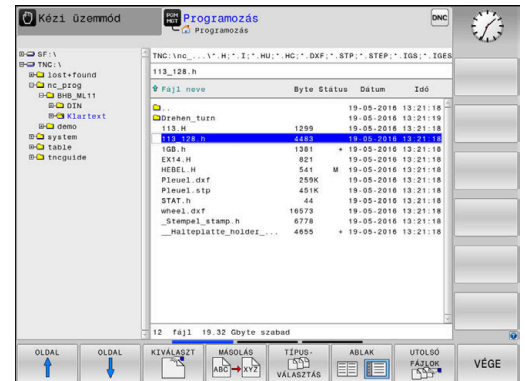 Kézi üzemmód
PGM MGT Programozás
Programozás
DNC
SF:\
TNC:\
lost+found
nc_prog
BHB_ML11
DIN
Klartext
demo
system
table
tncguide
TNC:\nc_...\*.H;*.I;*.HU;*.HC;*.DXF;*.STP;*.STEP;*.IGS;*.IGES
113_128.h
Fájl neve Byte Státus Dátum Idő
.. 19-05-2016 13:21:18
Drehen_turn 19-05-2016 13:21:19
113.H 1299 19-05-2016 13:21:18
113_128.h 4483 19-05-2016 13:21:18
1GB.h 1381 + 19-05-2016 13:21:18
EX14.H 821 19-05-2016 13:21:18
HEBEL.H 541 M 19-05-2016 13:21:18
Pleuel.dxf 259K 19-05-2016 13:21:18
Pleuel.stp 451K 19-05-2016 13:21:18
STAT.h 44 19-05-2016 13:21:18
wheel.dxf 16573 19-05-2016 13:21:18
_Stempel_stamp.h 6778 19-05-2016 13:21:18
__Halteplatte_holder_... 4655 + 19-05-2016 13:21:18
12 fájl 19.32 Gbyte szabad
OLDAL
OLDAL
KIVÁLASZT
MÁSOLÁS
ABC XYZ
TÍPUS-
VÁLASZTÁS
ABLAK
UTOLSÓ
FÁJLOK
VÉGE